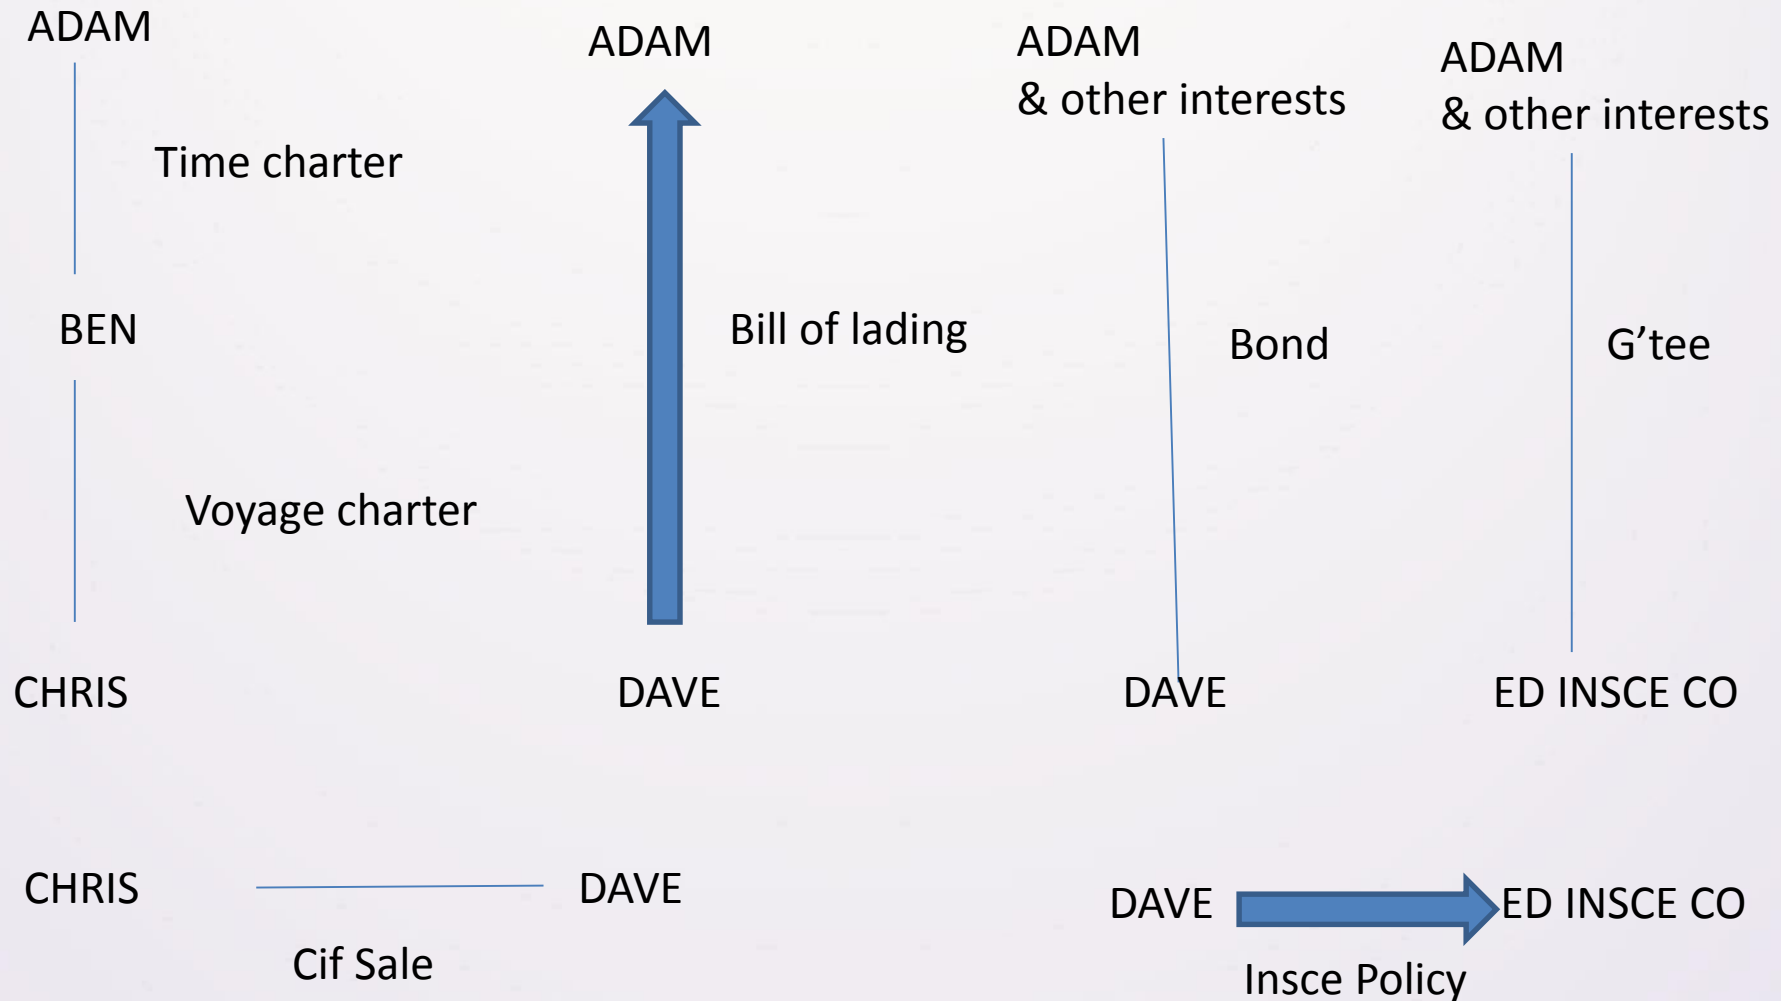 ADAM
Time charter
BEN
Voyage charter
CHRIS
ADAM
Bill of lading
DAVE
ADAM
& other interests
Bond
DAVE
ADAM
& other interests
G’tee
ED INSCE CO
CHRIS
DAVE
Cif Sale
DAVE
ED INSCE CO
Insce Policy